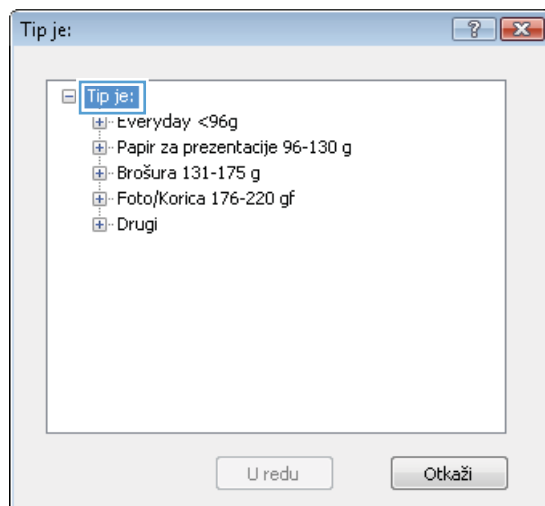 Tip je:
Tip je:
Everyday <96g
Papir za prezentacije 96-130 g
Brošura 131-175 g
Foto/Korica 176-220 gf
Drugi
U redu
Otkaži